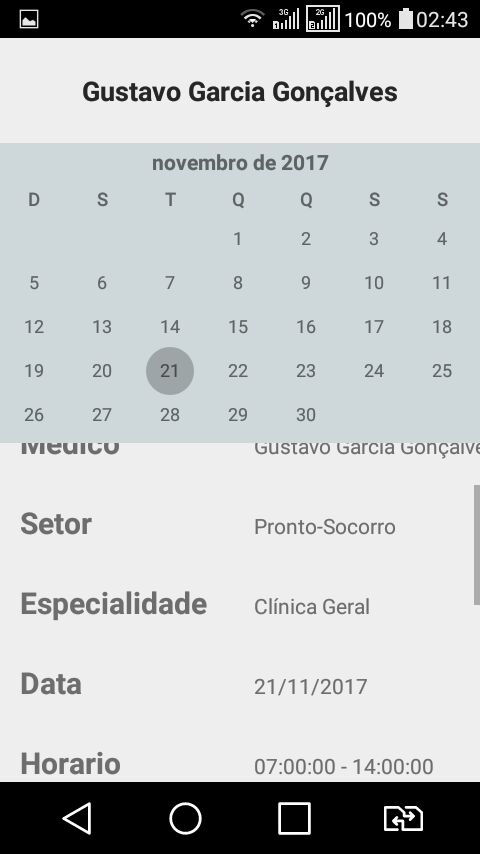 3G 2G 100% 02:43
Gustavo Garcia Gonçalves
novembro de 2017
D S T Q Q S S
1 2 3 4
5 6 7 8 9 10 11
12 13 14 15 16 17 18
19 20 21 22 23 24 25
26 27 28 29 30
Médico Gustavo Garcia Gonçalve
Setor Pronto-Socorro
Especialidade Clínica Geral
Data 21/11/2017
Horario 07:00:00 - 14:00:00